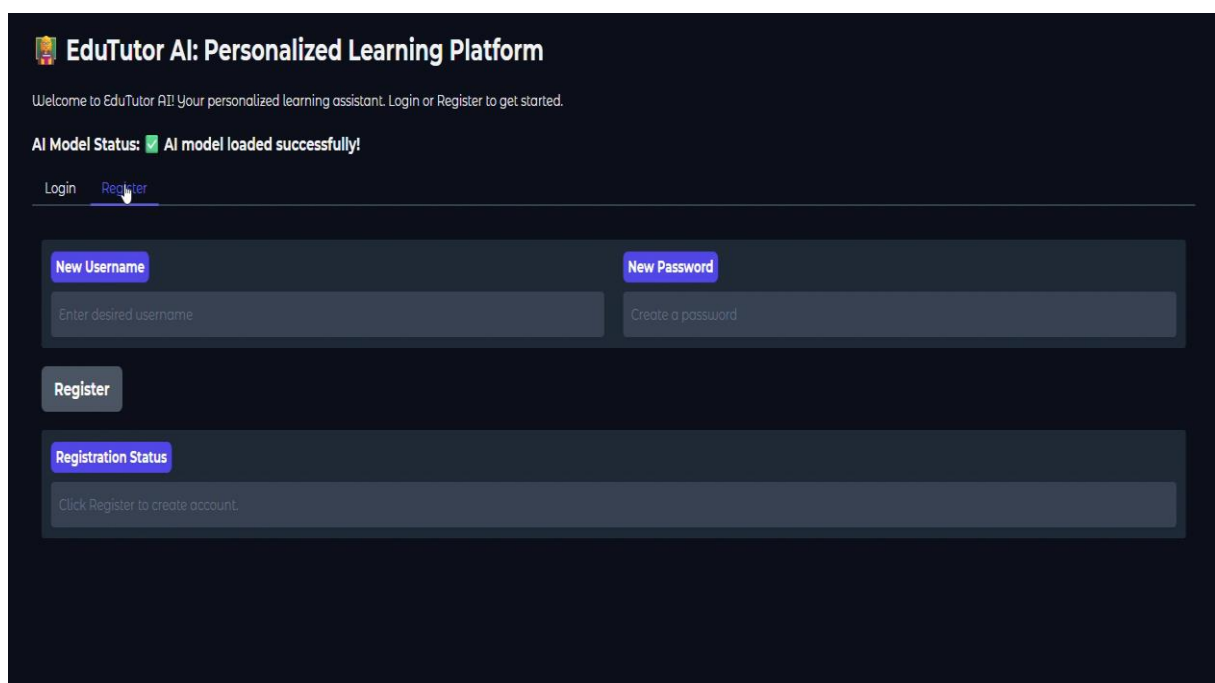 EduTutor AI: Personalized Learning Platform
Welcome to EduTutor AI! Your personalized learning assistant. Login or Register to get started.
AI Model Status: ✅ AI model loaded successfully!
Login Register
New Username New Password
Enter desired username Create a password
Register
Registration Status
Click Register to create account.